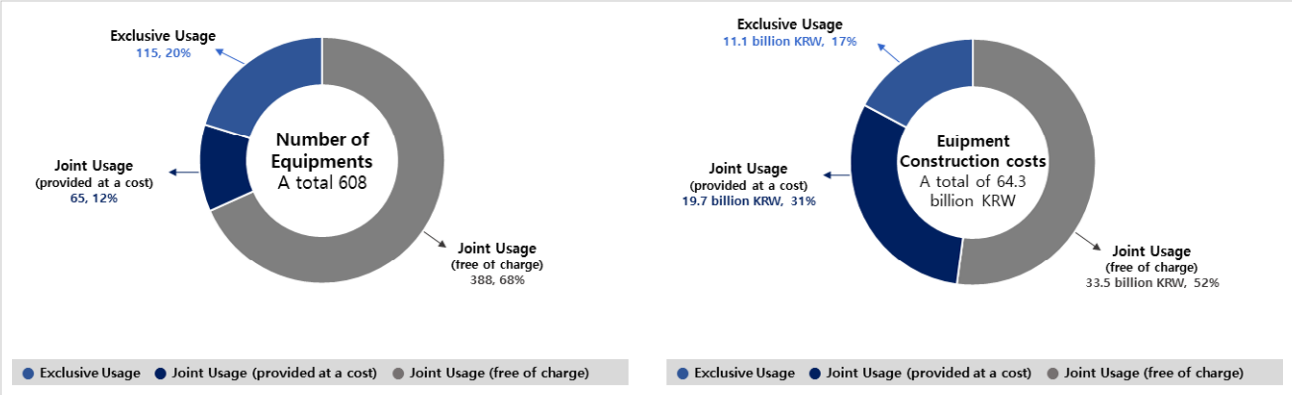 Exclusive Usage
115, 20%
Joint Usage
(provided at a cost)
65, 12%
Number of
Equipments
A total 608
Joint Usage
(free of charge)
388, 68%
Exclusive Usage
Joint Usage (provided at a cost)
Joint Usage (free of charge)
Exclusive Usage
11.1 billion KRW, 17%
Joint Usage
(provided at a cost)
19.7 billion KRW, 31%
Euipment
Construction costs
A total of 64.3
billion KRW
Joint Usage
(free of charge)
33.5 billion KRW, 52%
Exclusive Usage
Joint Usage (provided at a cost)
Joint Usage (free of charge)